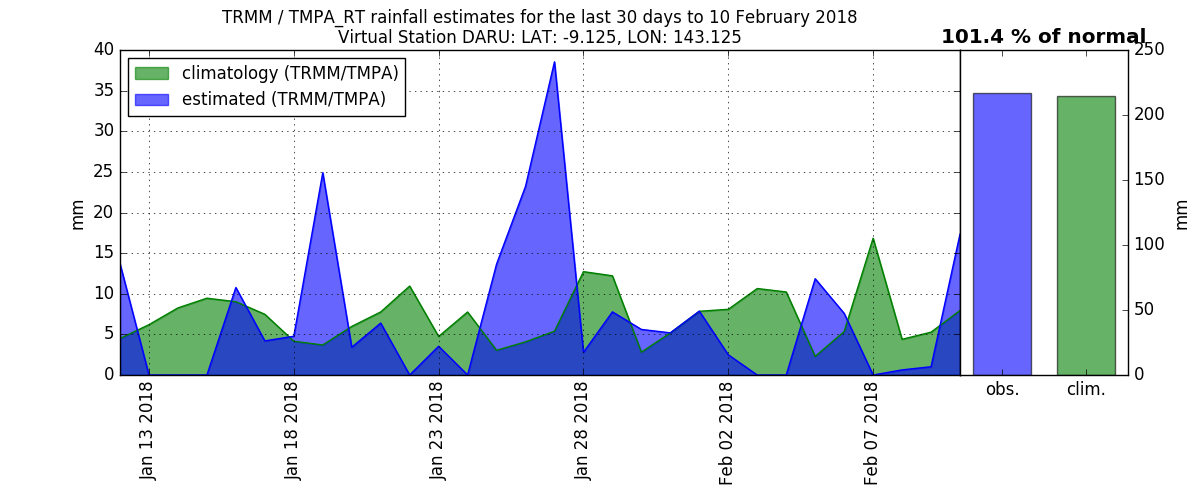 TRMM / TMPA_RT rainfall estimates for the last 30 days to 10 February 2018
Virtual Station DARU: LAT: -9.125, LON: 143.125
101.4 % of normal
climatology (TRMM/TMPA)
estimated (TRMM/TMPA)
40
35
30
25
20
15
10
5
0
mm
250
200
150
100
50
0
mm
Jan 13 2018
Jan 18 2018
Jan 23 2018
Jan 28 2018
Feb 02 2018
Feb 07 2018
obs.
clim.